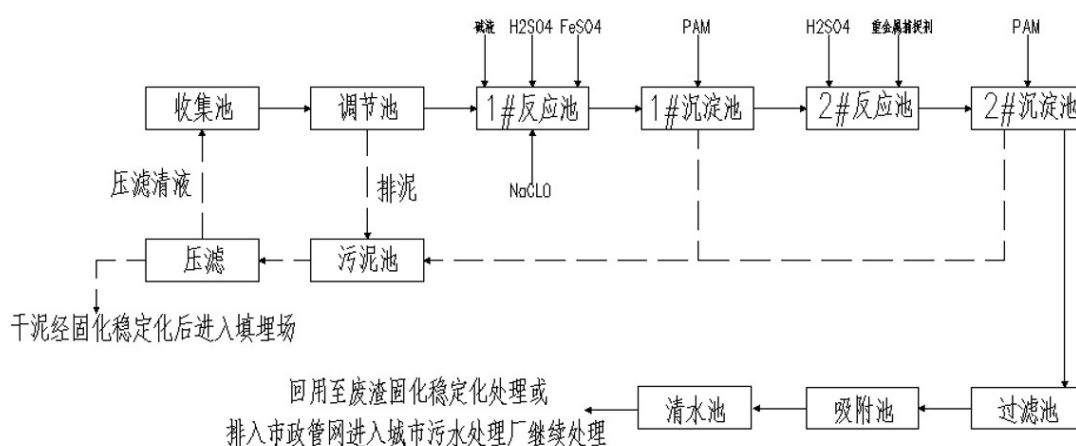 碱液 H2SO4 FeSO4 PAM H2SO4 重金属捕捉剂 PAM
收集池 调节池 1#反应池 1#沉淀池 2#反应池 2#沉淀池
压滤清液 排泥 NaCLO
压滤 污泥池
干泥经固化稳定化后进入填埋场
回用至废渣固化稳定化处理或
排入市政管网进入城市污水处理厂继续处理
清水池 吸附池 过滤池